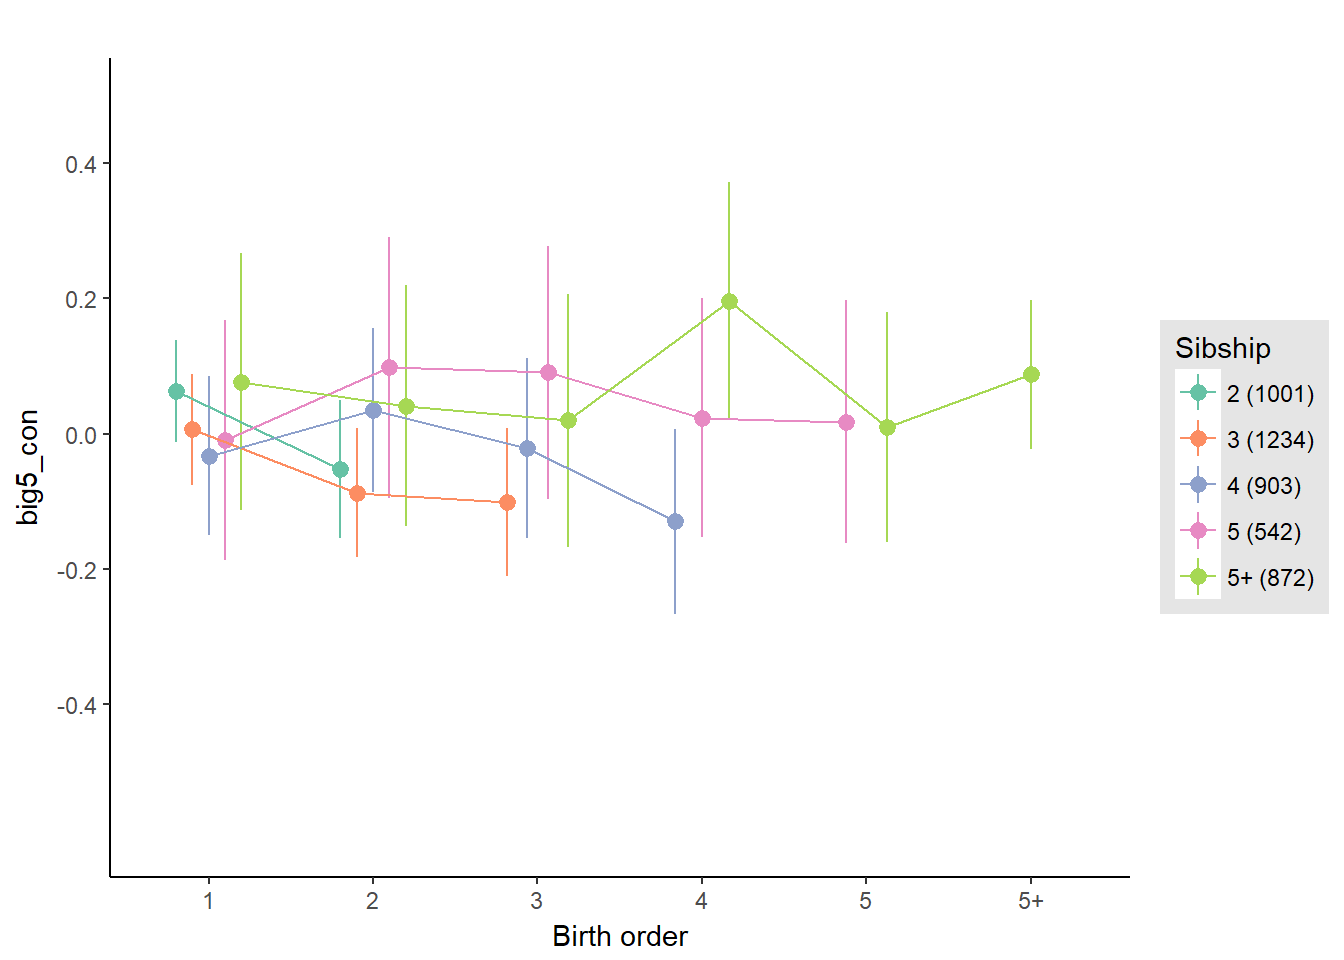 0.4
0.2
0.0
-0.2
-0.4
big5_con
1 2 3 4 5 5+
Birth order
Sibship
2 (1001)
3 (1234)
4 (903)
5 (542)
5+ (872)